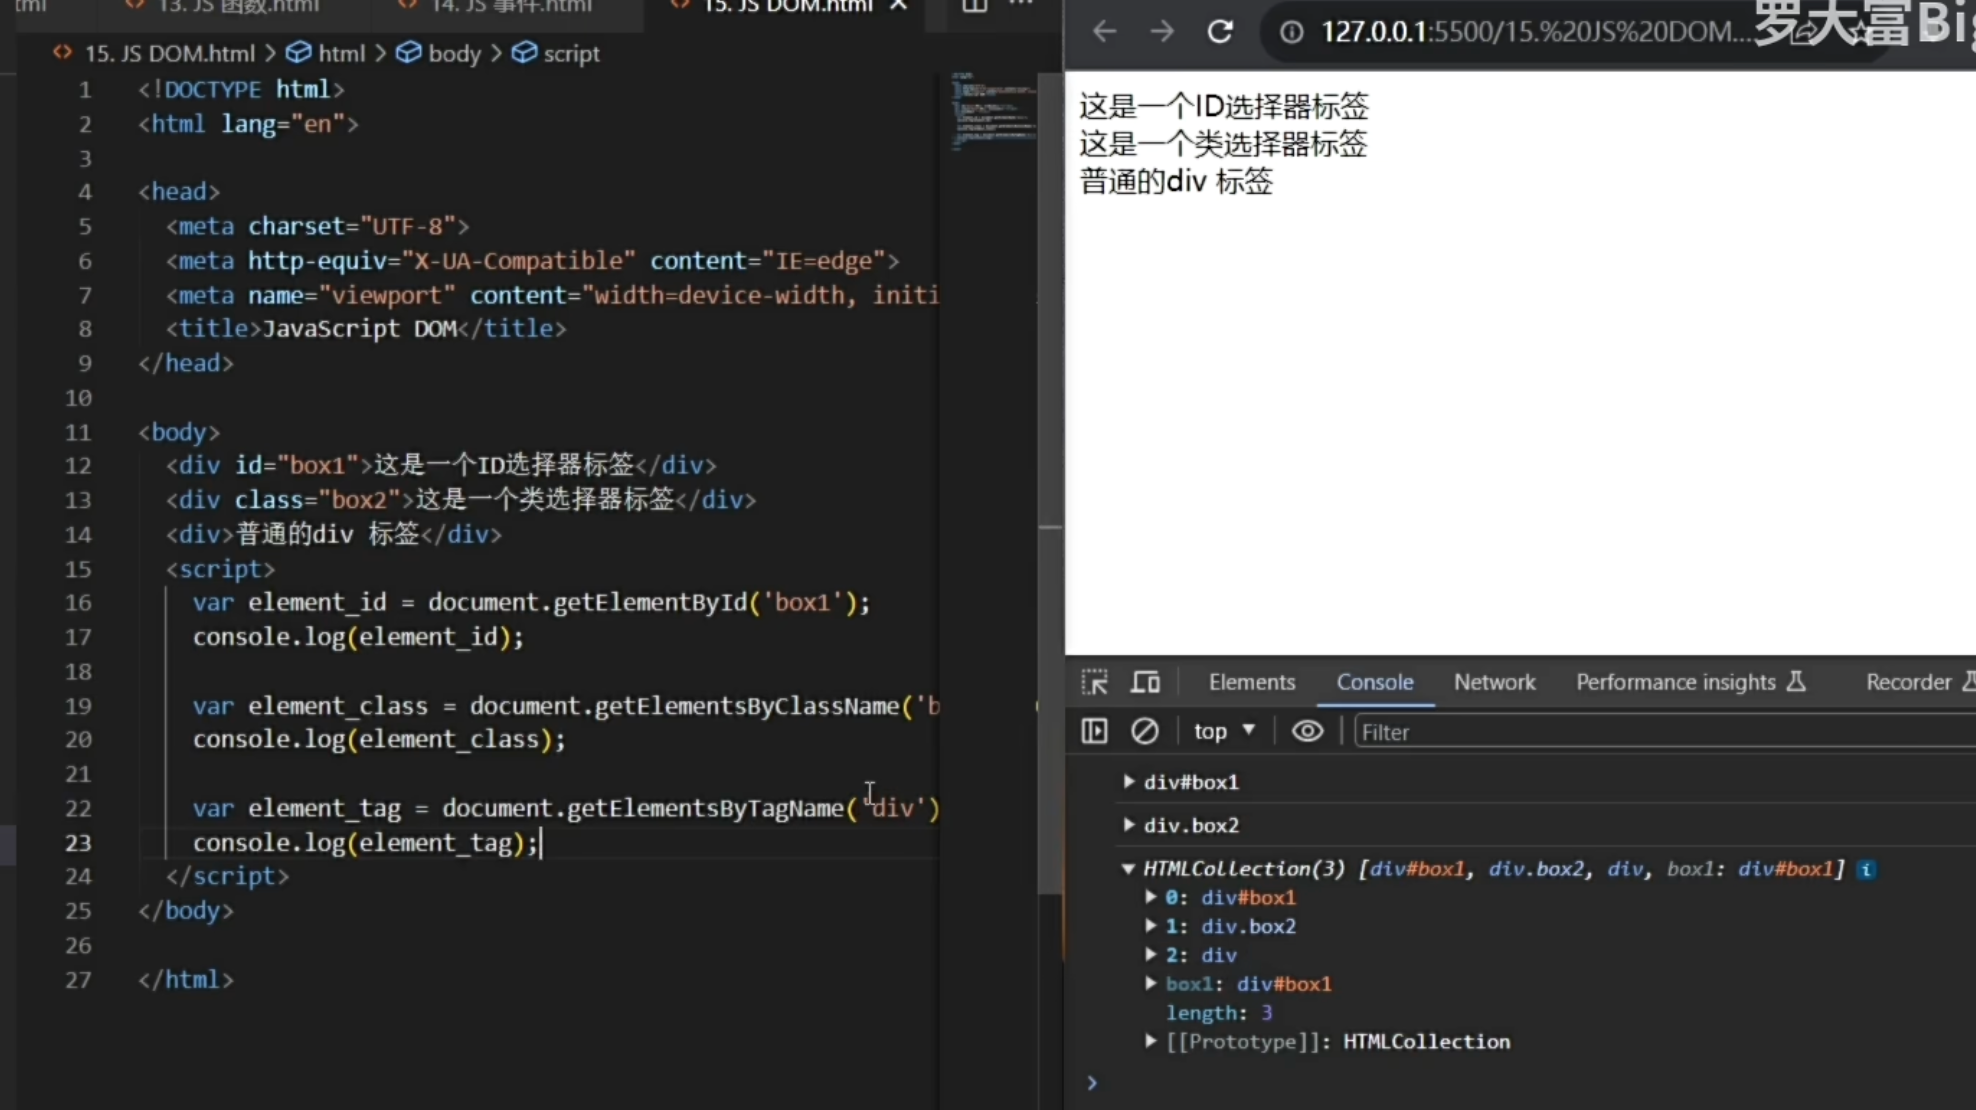 13. JS 函数.html
14. JS 事件.html
15. JS DOM.html
15. JS DOM.html > html > body > script
1 <!DOCTYPE html>
2 <html lang="en">
3
4 <head>
5 <meta charset="UTF-8">
6 <meta http-equiv="X-UA-Compatible" content="IE=edge">
7 <meta name="viewport" content="width=device-width, initi
8 <title>JavaScript DOM</title>
9 </head>
10
11 <body>
12 <div id="box1">这是一个ID选择器标签</div>
13 <div class="box2">这是一个类选择器标签</div>
14 <div>普通的div 标签</div>
15 <script>
16 var element_id = document.getElementById('box1');
17 console.log(element_id);
18
19 var element_class = document.getElementsByClassName('b
20 console.log(element_class);
21
22 var element_tag = document.getElementsByTagName('div')
23 console.log(element_tag);
24 </script>
25 </body>
26
27 </html>
127.0.0.1:5500/15.%20JS%20DOM...
罗大富Big
这是一个ID选择器标签
这是一个类选择器标签
普通的div 标签
Elements Console Network Performance insights Recorder
top Filter
div#box1
div.box2
HTMLCollection(3) [div#box1, div.box2, div, box1: div#box1] i
0: div#box1
1: div.box2
2: div
box1: div#box1
length: 3
[[Prototype]]: HTMLCollection